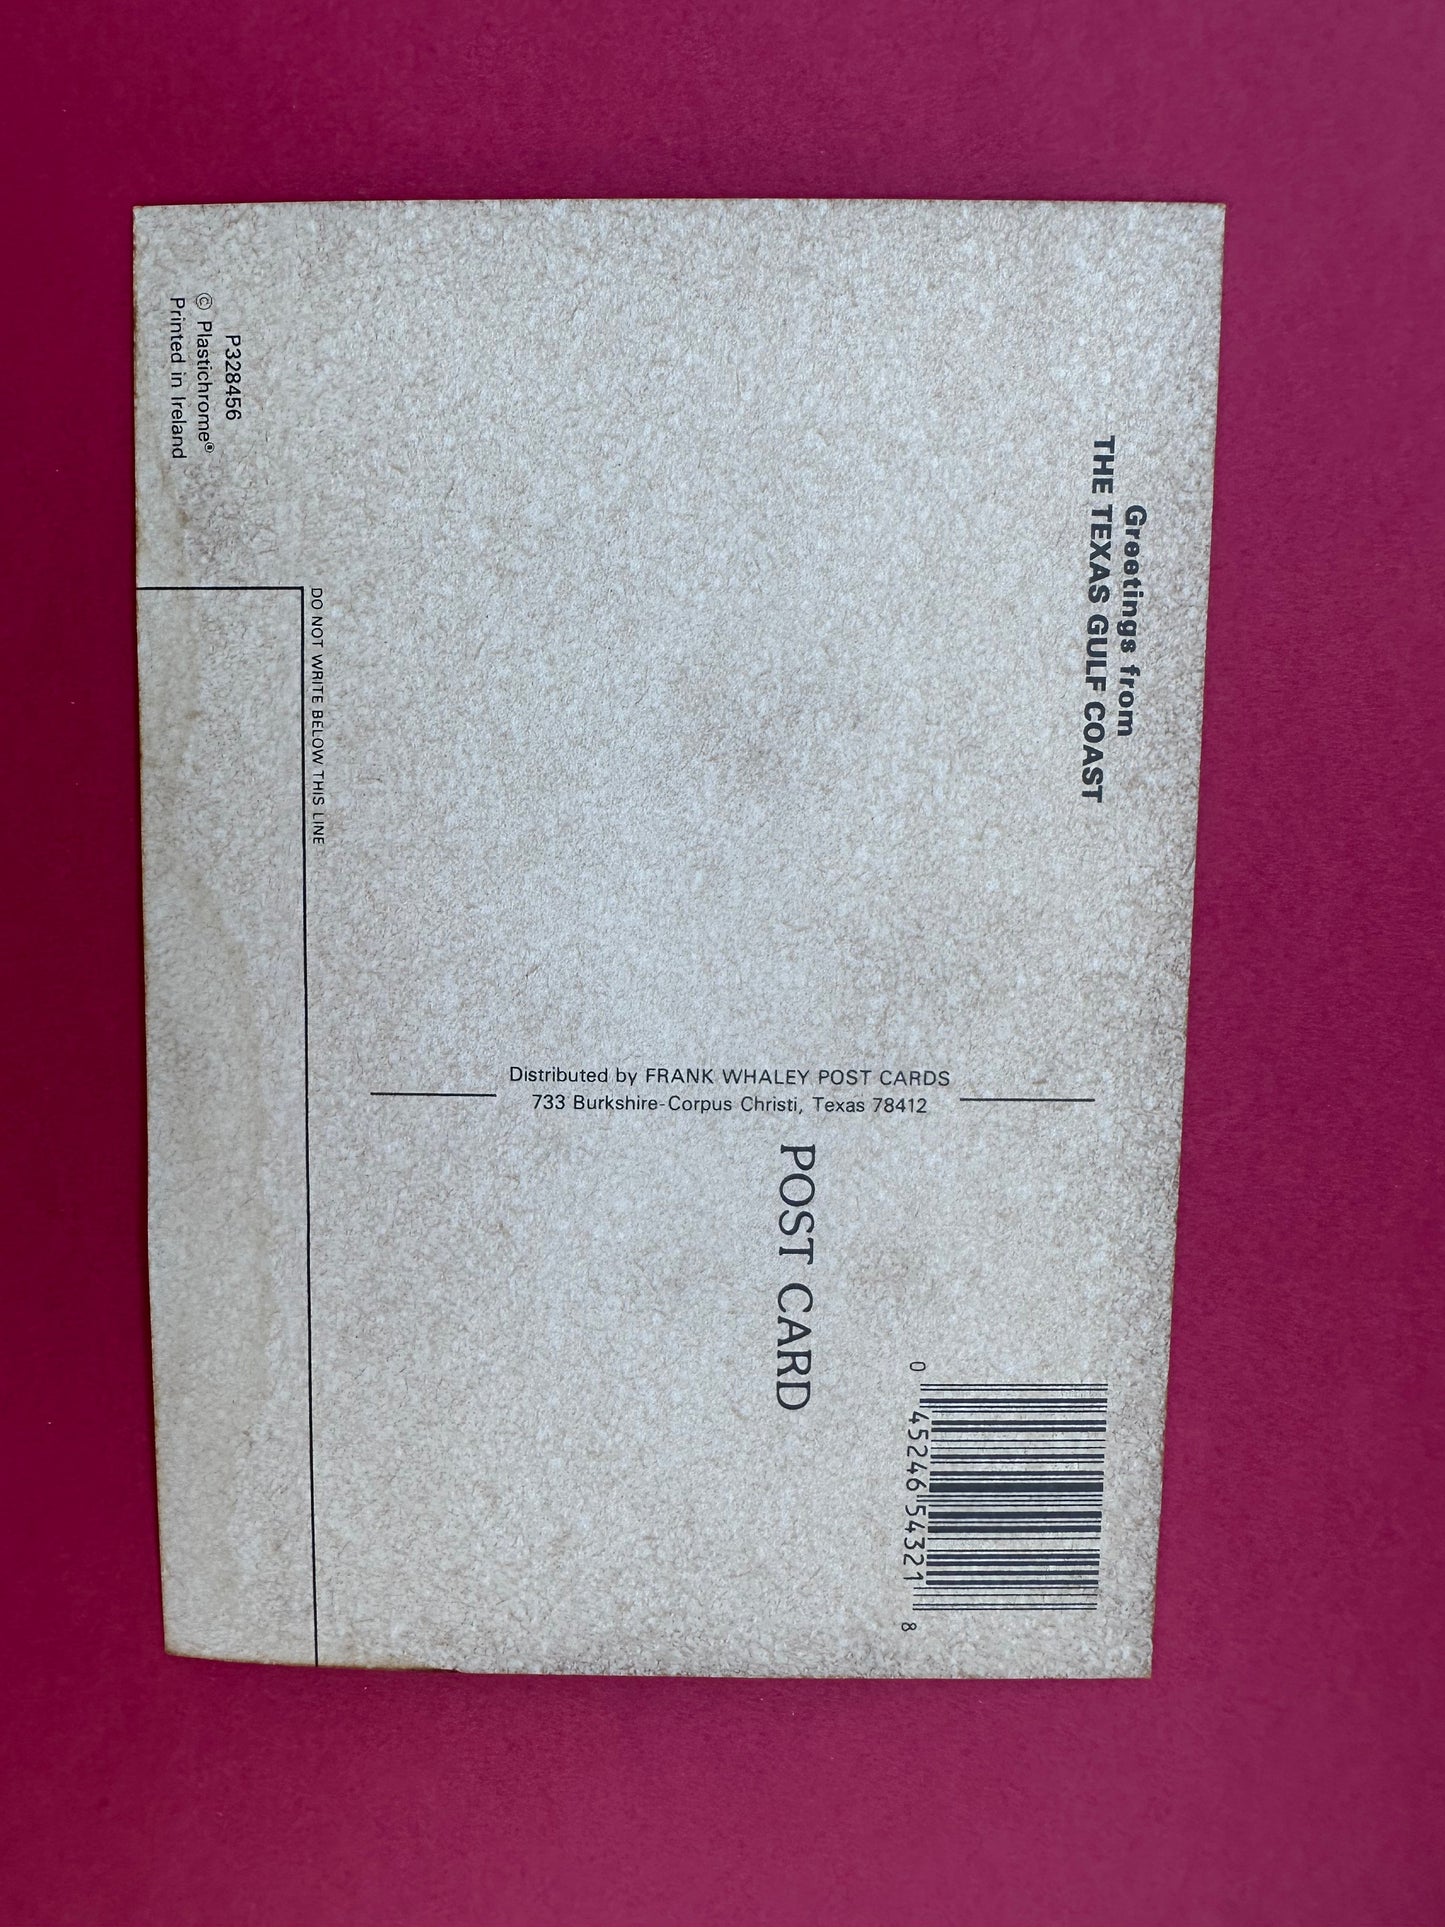 Greetings from
THE TEXAS GULF COAST
P328456
© Plastichrome®
Printed in Ireland
DO NOT WRITE BELOW THIS LINE
Distributed by FRANK WHALEY POST CARDS
733 Burkshire-Corpus Christi, Texas 78412
POST CARD
0 45246 54321 8